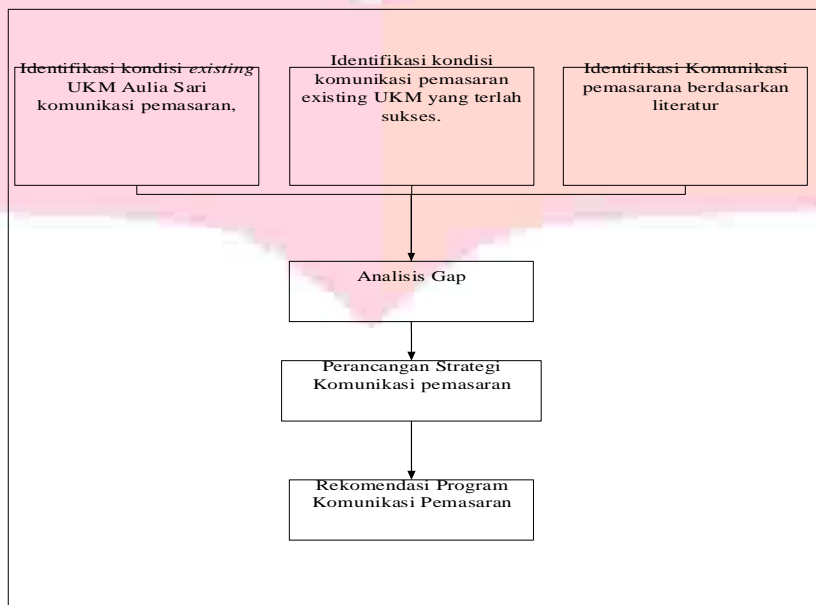 Identifikasi kondisi existing
UKM Aulia Sari
komunikasi pemasaran,
Identifikasi kondisi
komunikasi pemasaran
existing UKM yang terlah
sukses.
Identifikasi Komunikasi
pemasarana berdasarkan
literatur
Analisis Gap
Perancangan Strategi
Komunikasi pemasaran
Rekomendasi Program
Komunikasi Pemasaran